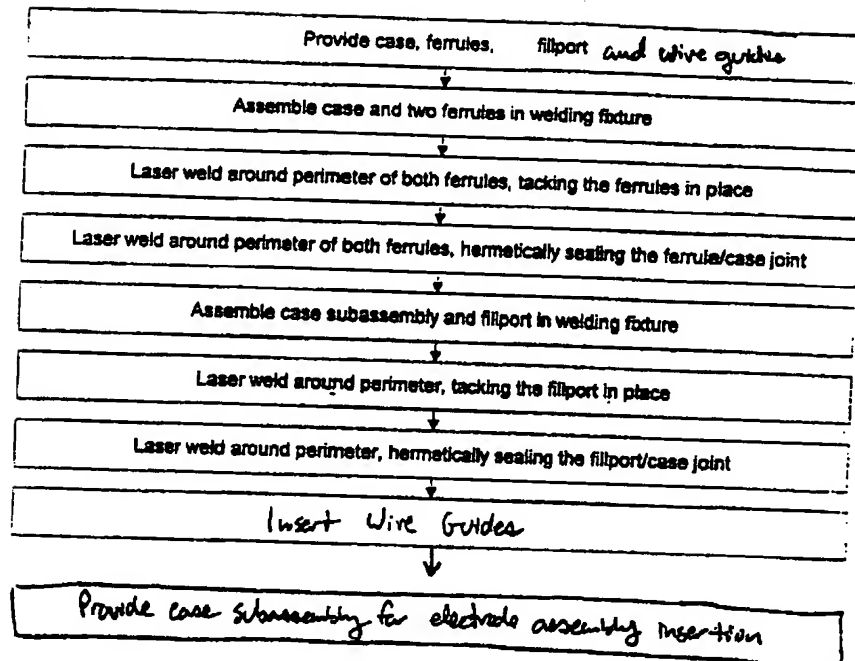 Provide case, ferrules, fillport and wire guides
Assemble case and two ferrules in welding fixture
Laser weld around perimeter of both ferrules, tacking the ferrules in place
Laser weld around perimeter of both ferrules, hermetically sealing the ferrule/case joint
Assemble case subassembly and fillport in welding fixture
Laser weld around perimeter, tacking the fillport in place
Laser weld around perimeter, hermetically sealing the fillport/case joint
Insert Wire Guides
Provide case subassembly for electrode assembly insertion